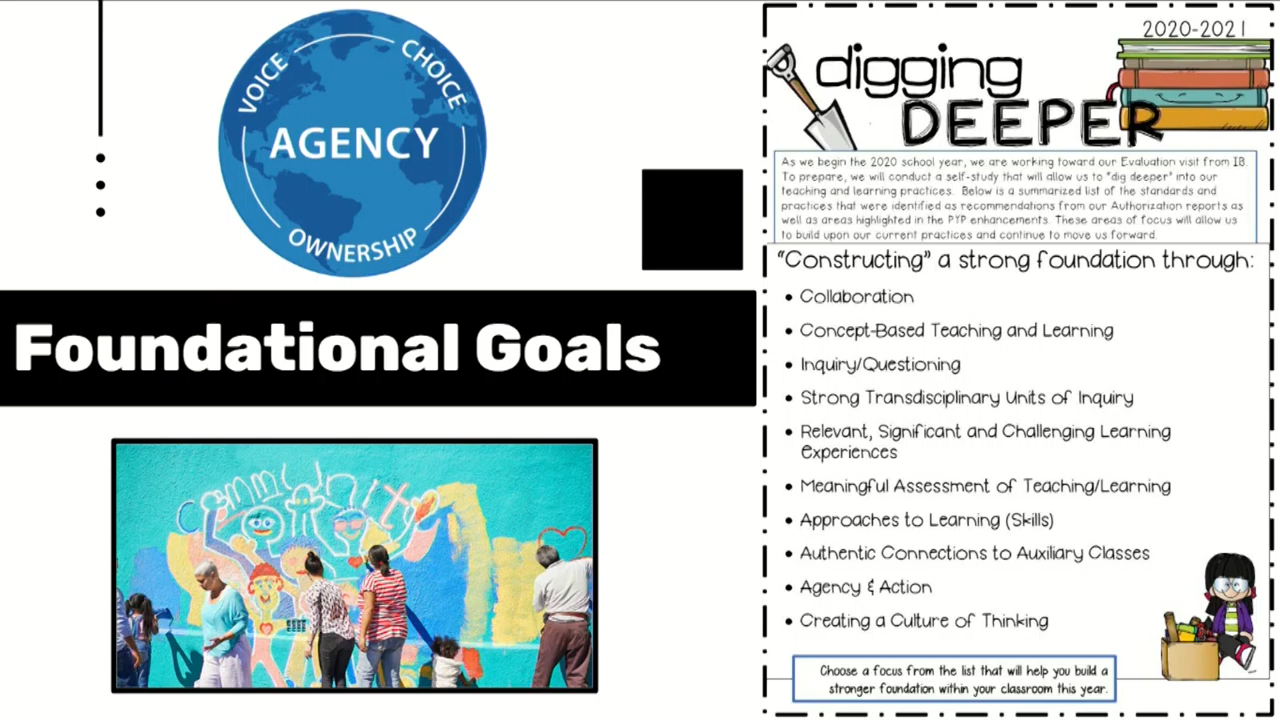 VOICE
CHOICE
AGENCY
OWNERSHIP
Foundational Goals
Community
2020-2021
digging
DEEPER
As we begin the 2020 school year, we are working toward our Evaluation visit from IB.
To prepare, we will conduct a self-study that will allow us to "dig deeper" into our
teaching and learning practices. Below is a summarized list of the standards and
practices that were identified as recommendations from our Authorization reports as
well as areas highlighted in the PYP enhancements. These areas of focus will allow us
to build upon our current practices and continue to move us forward.
“Constructing” a strong foundation through:
• Collaboration
• Concept-Based Teaching and Learning
• Inquiry/Questioning
• Strong Transdisciplinary Units of Inquiry
• Relevant, Significant and Challenging Learning
Experiences
• Meaningful Assessment of Teaching/Learning
• Approaches to Learning (Skills)
• Authentic Connections to Auxiliary Classes
• Agency & Action
• Creating a Culture of Thinking
Choose a focus from the list that will help you build a
stronger foundation within your classroom this year.